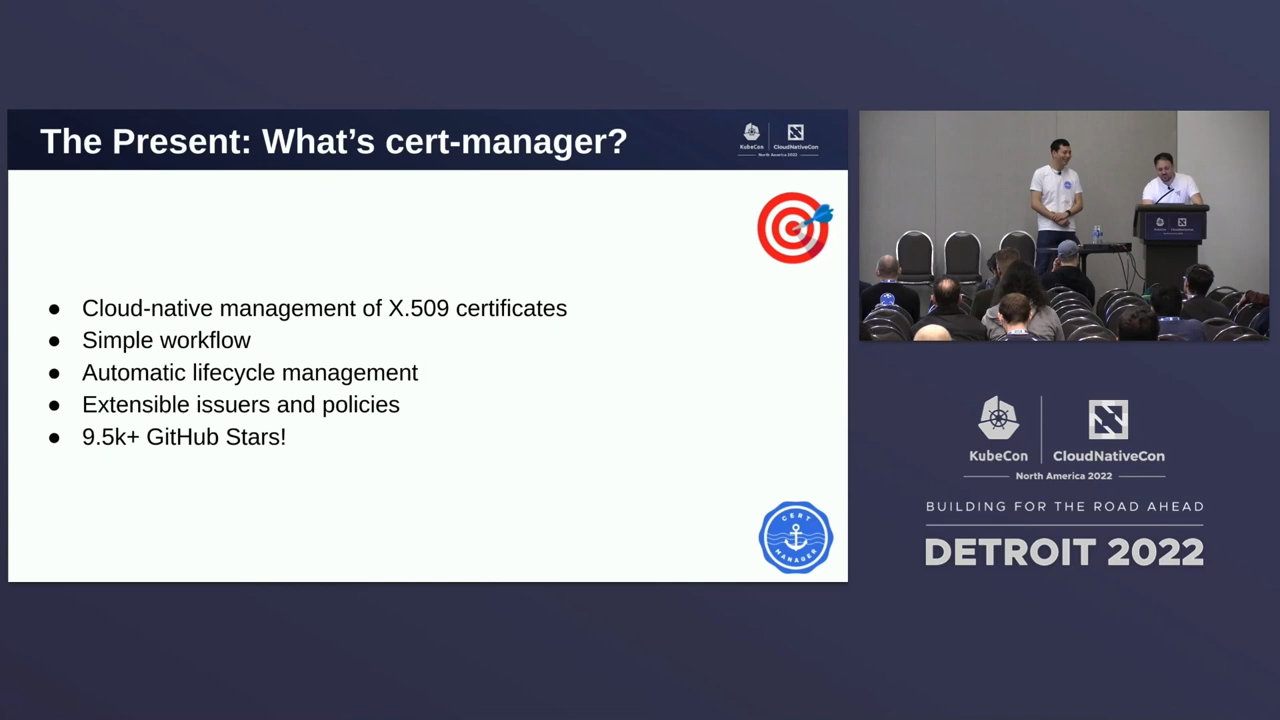 The Present: What's cert-manager?
KubeCon
CloudNativeCon
North America 2022
● Cloud-native management of X.509 certificates
● Simple workflow
● Automatic lifecycle management
● Extensible issuers and policies
● 9.5k+ GitHub Stars!
CERT
MANAGER
KubeCon
CloudNativeCon
North America 2022
BUILDING FOR THE ROAD AHEAD
DETROIT 2022